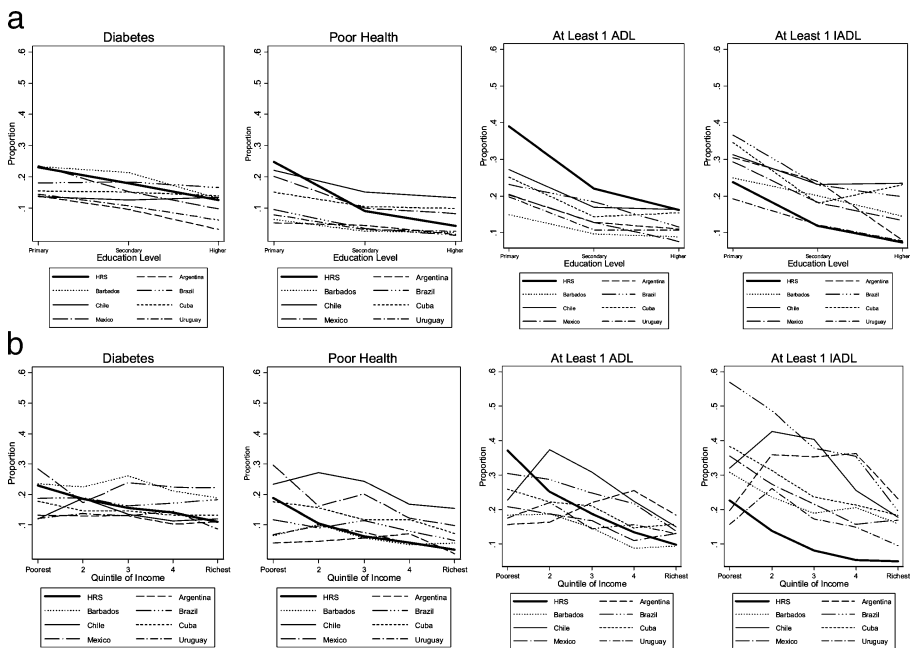 a
Diabetes
Poor Health
At Least 1 ADL
At Least 1 IADL
Proportion
.1 .2 .3 .4 .5 .6
Primary Secondary Higher
Education Level
HRS Argentina
Barbados Brazil
Chile Cuba
Mexico Uruguay
Proportion
.1 .2 .3 .4 .5 .6
Primary Secondary Higher
Education Level
HRS Argentina
Barbados Brazil
Chile Cuba
Mexico Uruguay
Proportion
.1 .2 .3 .4 .5 .6
Primary Secondary Higher
Education Level
HRS Argentina
Barbados Brazil
Chile Cuba
Mexico Uruguay
Proportion
.1 .2 .3 .4 .5 .6
Primary Secondary Higher
Education Level
HRS Argentina
Barbados Brazil
Chile Cuba
Mexico Uruguay
b
Diabetes
Poor Health
At Least 1 ADL
At Least 1 IADL
Proportion
.1 .2 .3 .4 .5 .6
Poorest 2 3 4 Richest
Quintile of Income
HRS Argentina
Barbados Brazil
Chile Cuba
Mexico Uruguay
Proportion
.1 .2 .3 .4 .5 .6
Poorest 2 3 4 Richest
Quintile of Income
HRS Argentina
Barbados Brazil
Chile Cuba
Mexico Uruguay
Proportion
.1 .2 .3 .4 .5 .6
Poorest 2 3 4 Richest
Quintile of Income
HRS Argentina
Barbados Brazil
Chile Cuba
Mexico Uruguay
Proportion
.1 .2 .3 .4 .5 .6
Poorest 2 3 4 Richest
Quintile of Income
HRS Argentina
Barbados Brazil
Chile Cuba
Mexico Uruguay